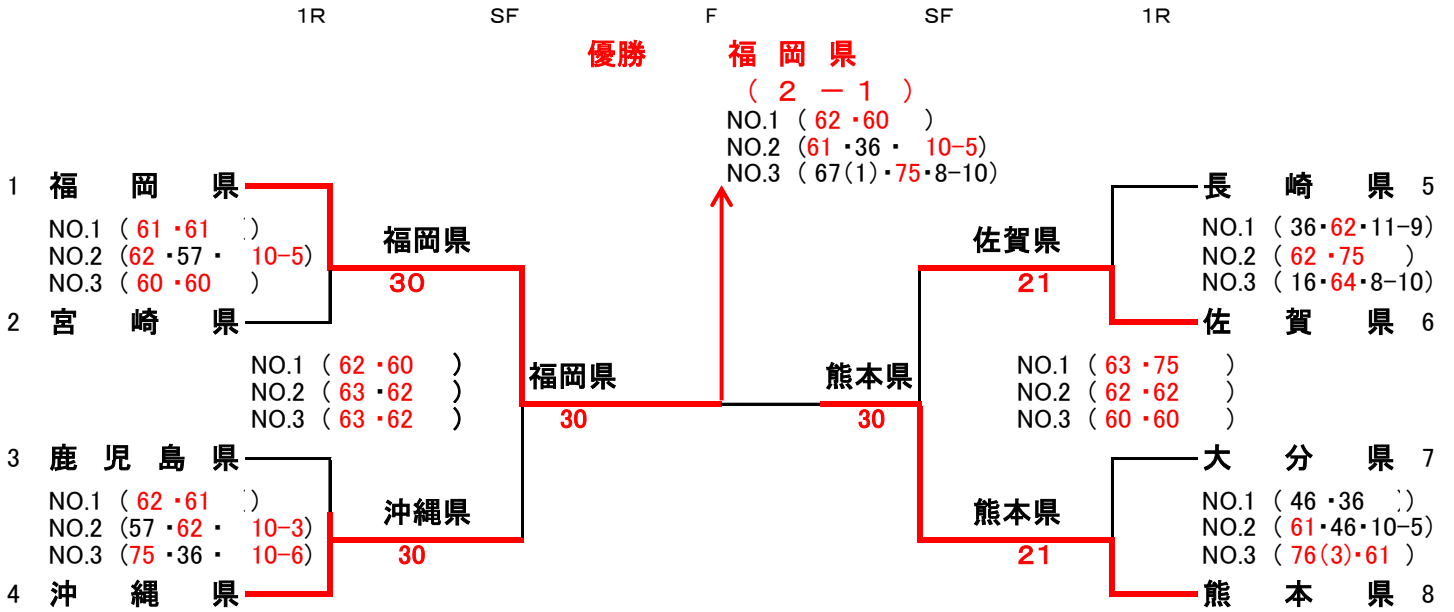 1R SF F SF 1R
優勝 福岡県
( 2 - 1 )
NO.1 ( 62・60 )
NO.2 (61・36・ 10-5)
NO.3 ( 67(1)・75・8-10)
1 福岡県
NO.1 ( 61・61 )
NO.2 (62・57・ 10-5)
NO.3 ( 60・60 )
2 宮崎県
福岡県
30
NO.1 ( 62・60 )
NO.2 ( 63・62 )
NO.3 ( 63・62 )
3 鹿児島県
NO.1 ( 62・61 )
NO.2 (57・62・ 10-3)
NO.3 (75・36・ 10-6)
4 沖縄県
沖縄県
30
福岡県
30
熊本県
30
佐賀県
21
長崎県 5
NO.1 ( 36・62・11-9)
NO.2 ( 62・75 )
NO.3 ( 16・64・8-10)
佐賀県 6
NO.1 ( 63・75 )
NO.2 ( 62・62 )
NO.3 ( 60・60 )
熊本県
21
大分県 7
NO.1 ( 46・36 )
NO.2 ( 61・46・10-5)
NO.3 ( 76(3)・61 )
熊本県 8